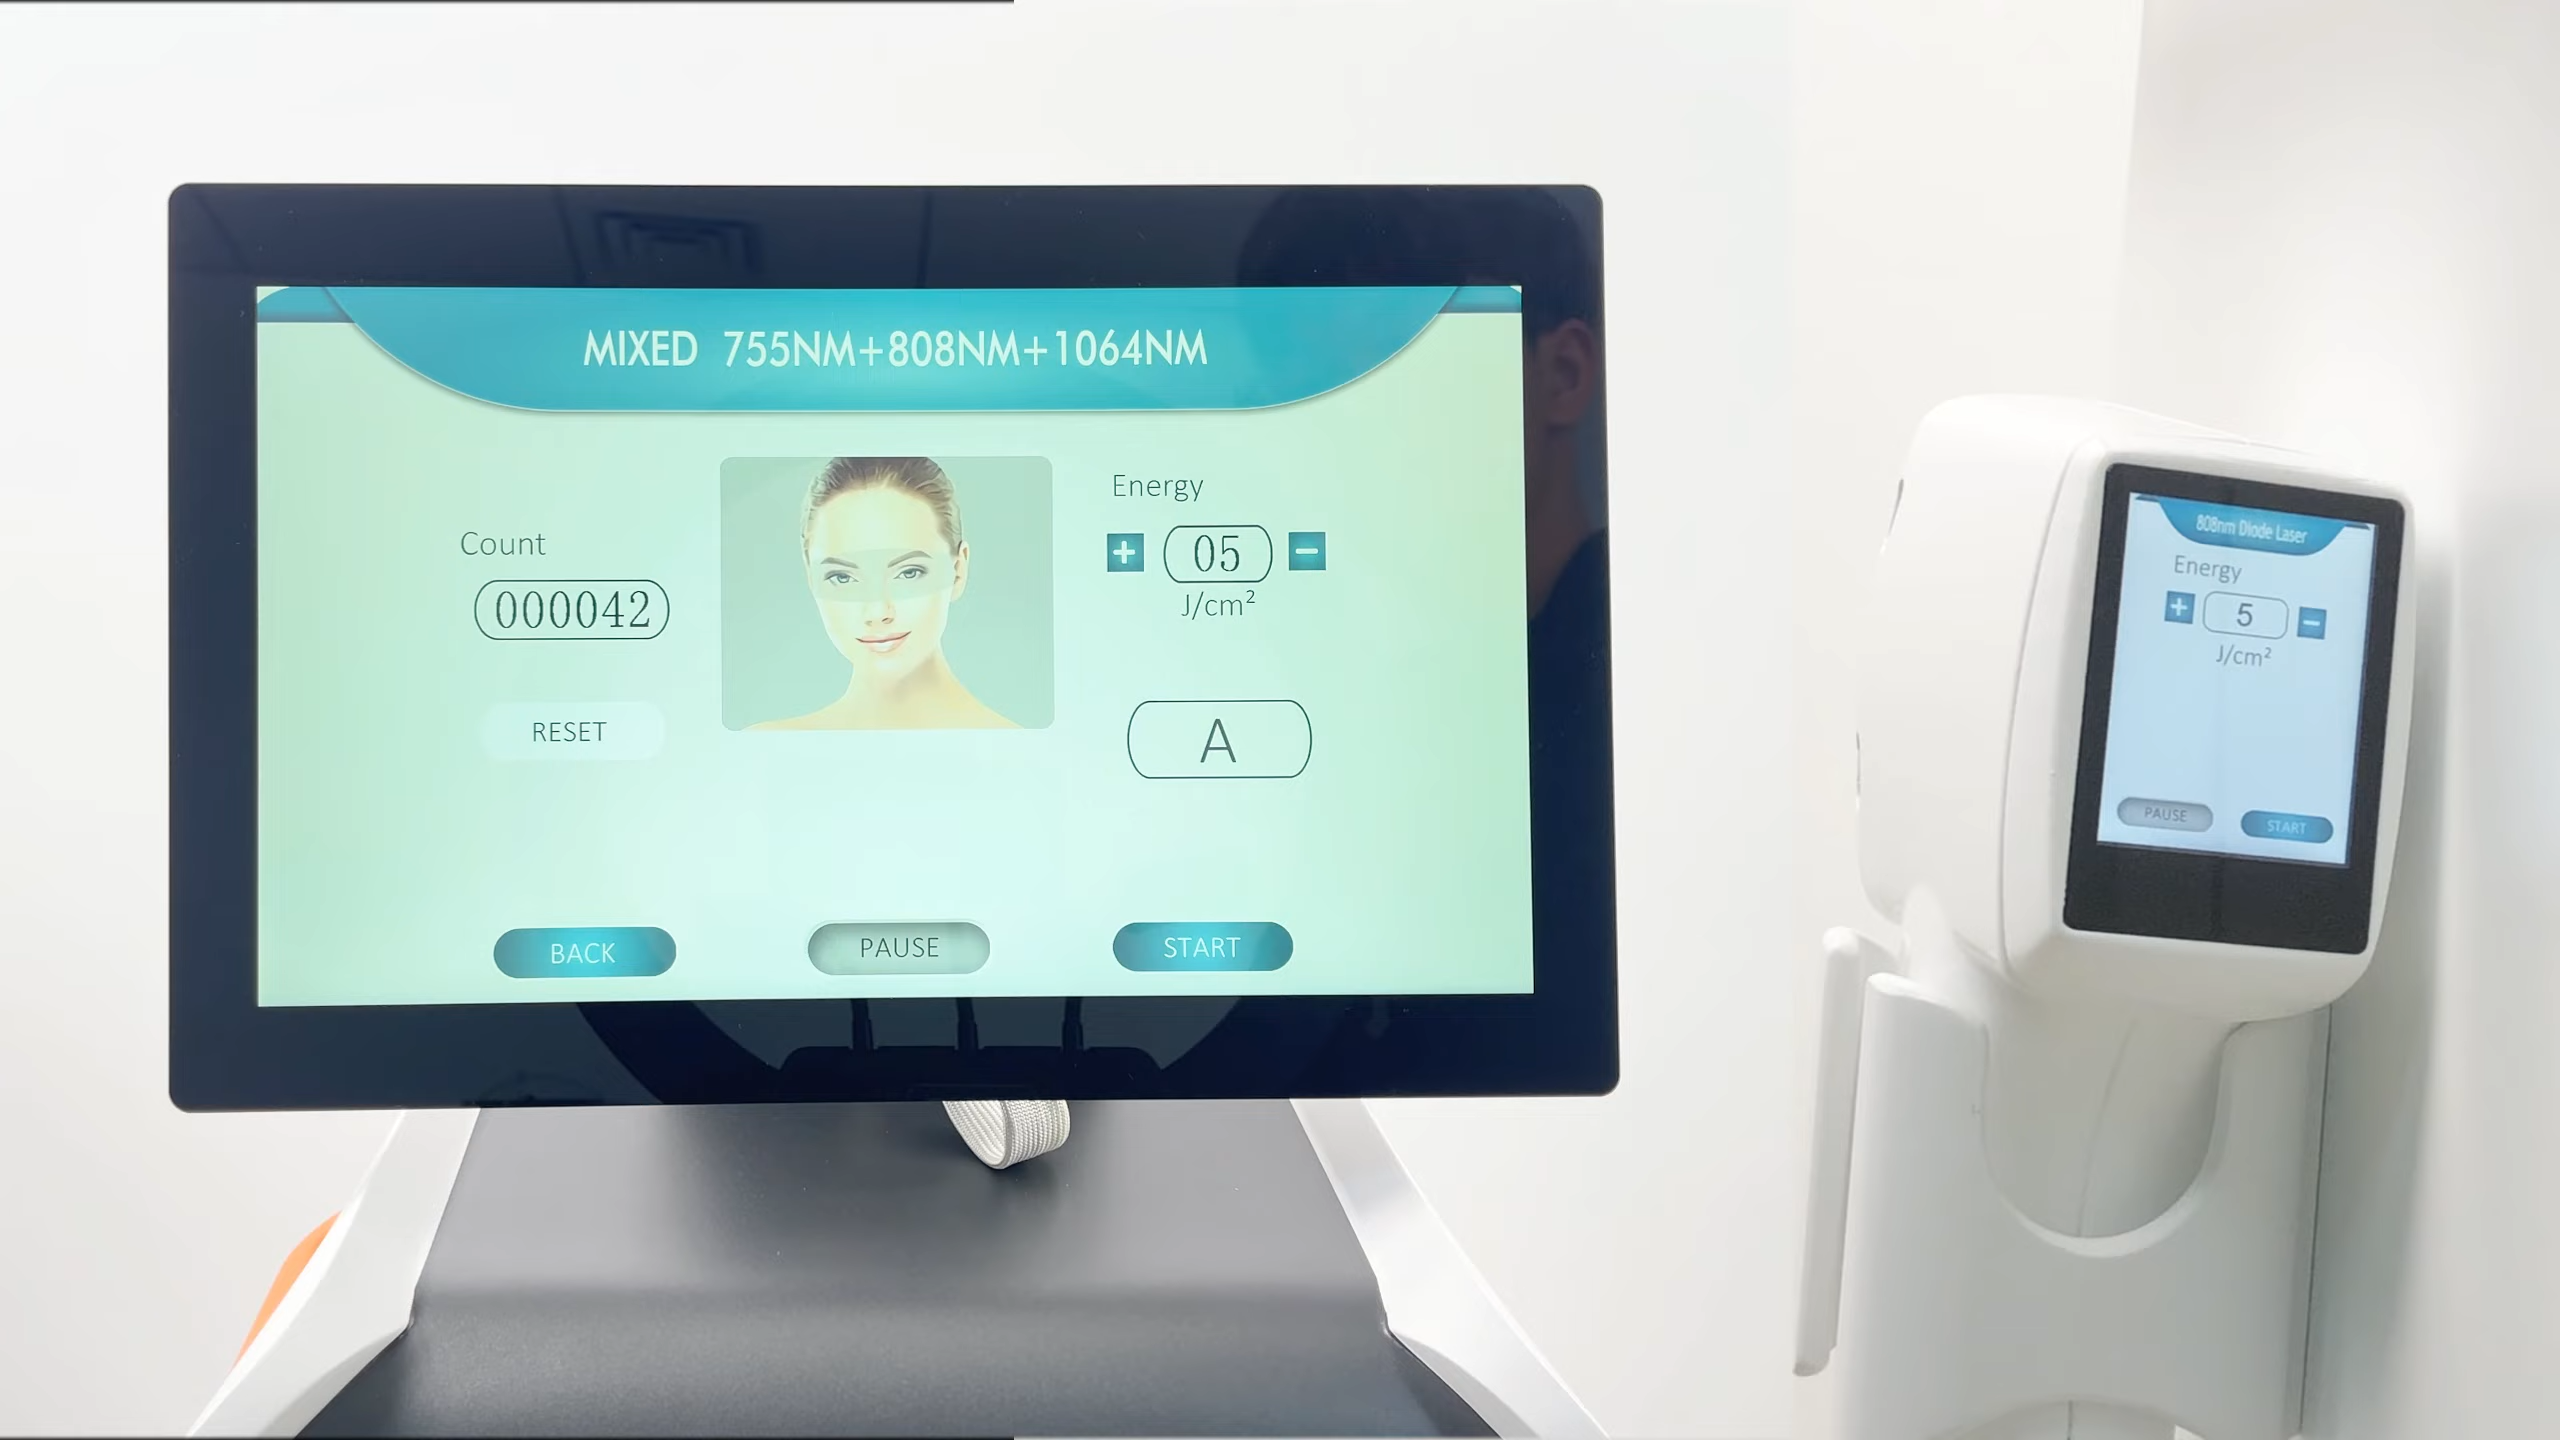 MIXED 755NM+808NM+1064NM
Count
000042
RESET
Energy
+ 05 −
J/cm²
A
BACK
PAUSE
START
808nm Diode Laser
Energy
+ 5 −
J/cm²
PAUSE
START